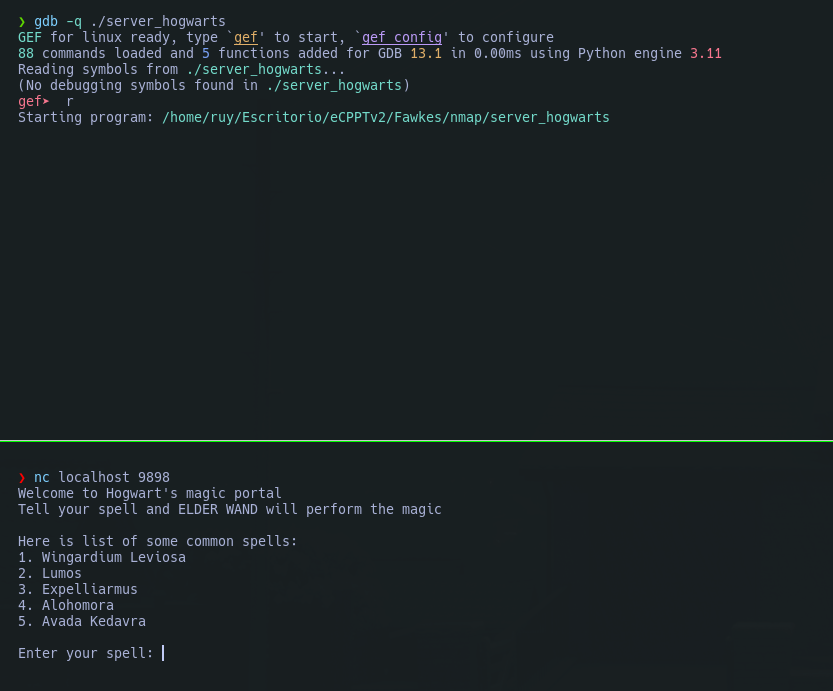 ❯ gdb -q ./server_hogwarts
GEF for linux ready, type `gef' to start, `gef config' to configure
88 commands loaded and 5 functions added for GDB 13.1 in 0.00ms using Python engine 3.11
Reading symbols from ./server_hogwarts...
(No debugging symbols found in ./server_hogwarts)
gef➤  r
Starting program: /home/ruy/Escritorio/eCPPTv2/Fawkes/nmap/server_hogwarts
❯ nc localhost 9898
Welcome to Hogwart's magic portal
Tell your spell and ELDER WAND will perform the magic
Here is list of some common spells:
1. Wingardium Leviosa
2. Lumos
3. Expelliarmus
4. Alohomora
5. Avada Kedavra
Enter your spell: